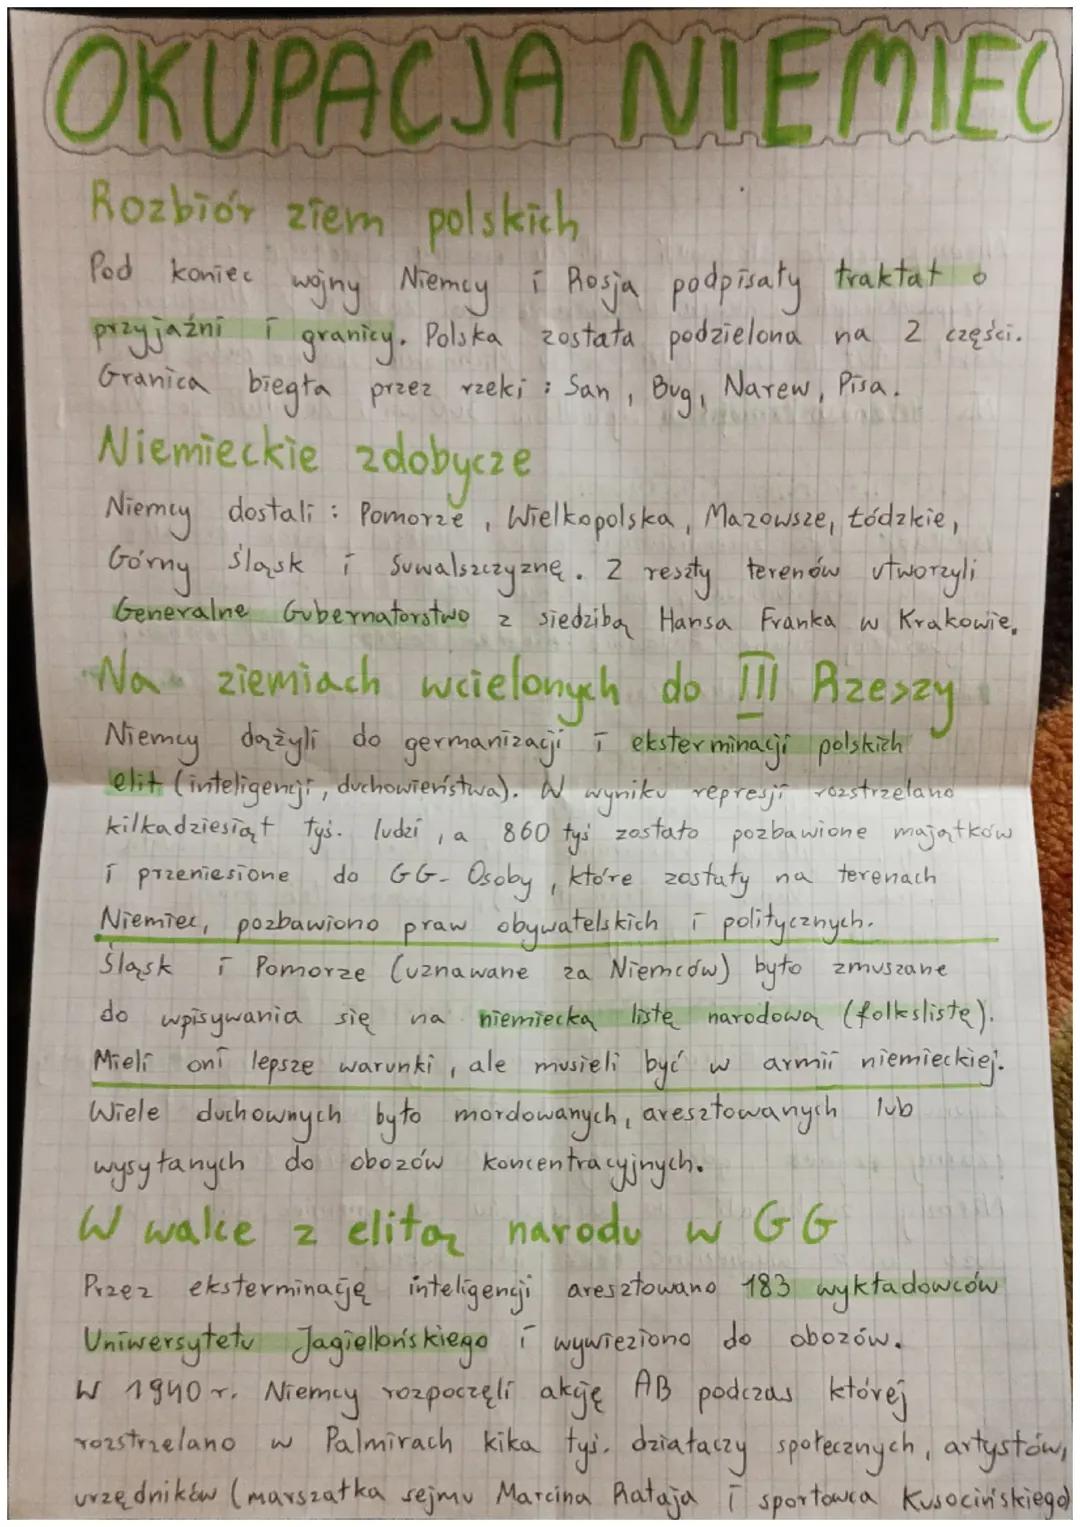 OKUPACJA NIEMIEC
Rozbiór ziem polskich
Pod koniec wojny Niemcy i Rosja podpisały traktat o
przyjaźni i granicy. Polska została podzielona na 2 części.
Granica biegła przez rzeki : San , Bug, Narew, Pisa.
Niemieckie zdobycze
Niemcy dostali : Pomorze , Wielkopolska, Mazowsze, Łódzkie,
Górny Śląsk i Suwalszczyznę. Z reszty terenów utworzyli
Generalne Gubernatorstwo z siedzibą Hansa Franka w Krakowie.
Na ziemiach wcielonych do III Rzeszy
Niemcy dążyli do germanizacji i eksterminacji polskich
elit (inteligencji, duchowieństwa). W wyniku represji rozstrzelano
kilkadziesiąt tyś. ludzi , a 860 tyś zostało pozbawione majątków
i przeniesione do GG- Osoby , które zostały na terenach
Niemiec, pozbawiono praw obywatelskich i politycznych.
Śląsk i Pomorze (uznawane za Niemców) było zmuszane
do wpisywania się na niemiecką listę narodową (folkslistę).
Mieli oni lepsze warunki , ale musieli być w armii niemieckiej.
Wiele duchownych było mordowanych, aresztowanych lub
wysyłanych do obozów koncentracyjnych.
W walce z elitą narodu w GG
Przez eksterminację inteligencji aresztowano 183 wykładowców
Uniwersytetu Jagiellońskiego i wywieziono do obozów.
W 1940 r. Niemcy rozpoczęli akcję AB podczas której
rozstrzelano w Palmirach kika tyś. działaczy społecznych, artystów,
urzędników (marszałka sejmu Marcina Rataja i sportowca Kusocińskiego)